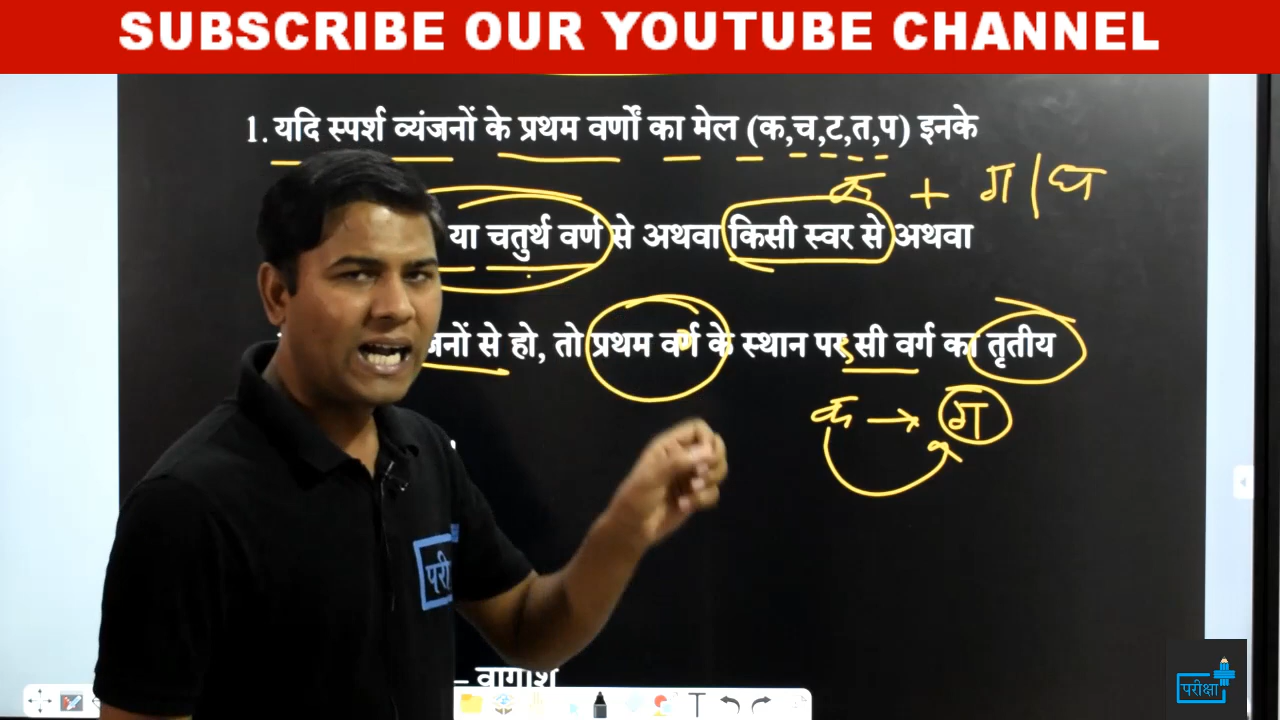 SUBSCRIBE OUR YOUTUBE CHANNEL
1. यदि स्पर्श व्यंजनों के प्रथम वर्णों का मेल (क,च,ट,त,प) इनके
क + ग/घ
या चतुर्थ वर्ण से अथवा किसी स्वर से अथवा
से हो, तो प्रथम वर्ग के स्थान पर सी वर्ग का तृतीय
क → ग
परी
– वागीश
T
परीक्षा